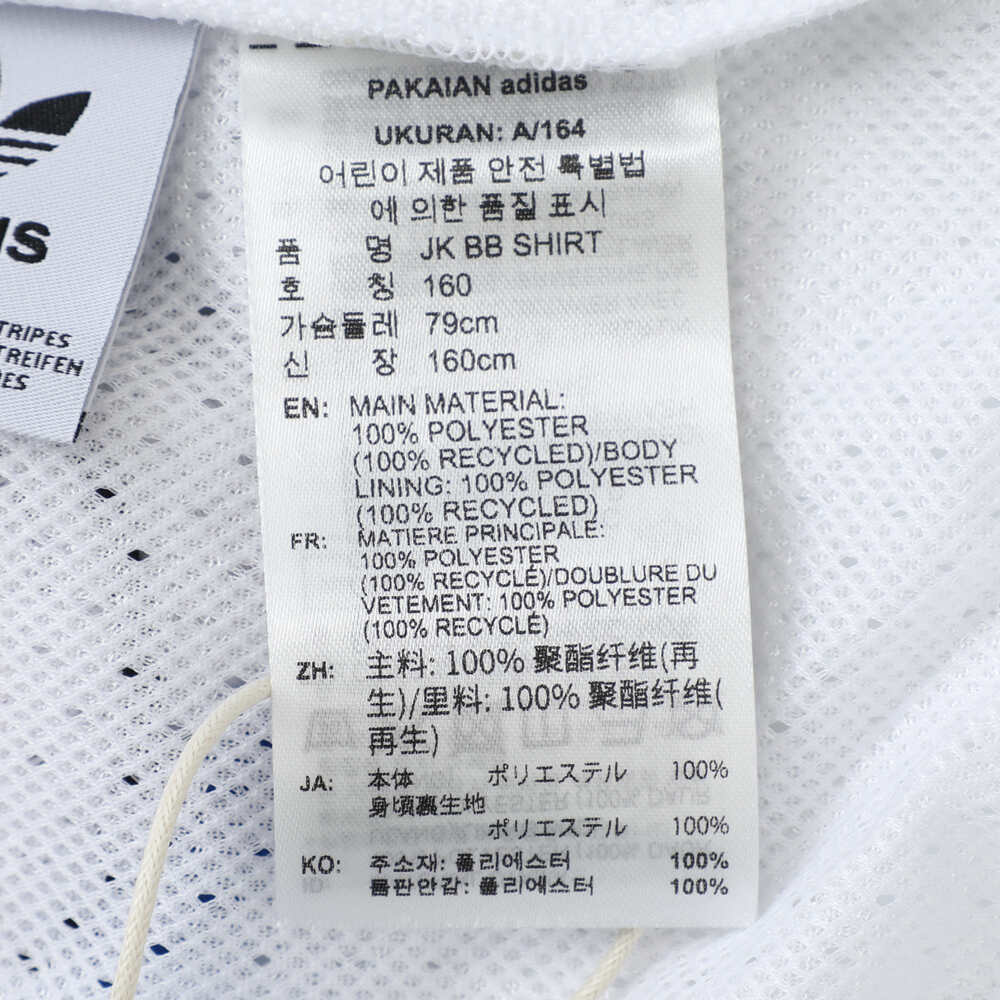 PAKAIAN adidas
UKURAN: A/164
어린이 제품 안전 특별법
에 의한 품질 표시
품 명 JK BB SHIRT
호 칭 160
가슴둘레 79cm
신 장 160cm
EN: MAIN MATERIAL:
100% POLYESTER
(100% RECYCLED)/BODY
LINING: 100% POLYESTER
(100% RECYCLED)
FR: MATIERE PRINCIPALE:
100% POLYESTER
(100% RECYCLÉ)/DOUBLURE DU
VETEMENT: 100% POLYESTER
(100% RECYCLÉ)
ZH: 主料: 100% 聚酯纤维(再
生)/里料: 100% 聚酯纤维(
再生)
JA: 本体 ポリエステル 100%
身頃裏生地
ポリエステル 100%
KO: 주소재: 폴리에스터 100%
몸판안감: 폴리에스터 100%
TRIPES
TREIFEN